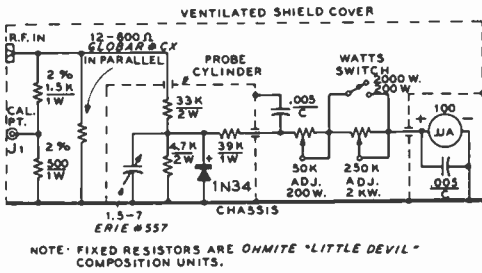 VENTILATED SHIELD COVER
R.F. IN
12-600Ω
GLOBAR #CX
IN PARALLEL
PROBE
CYLINDER
WATTS
SWITCH
2000 W.
200 W.
2%
1.5K
1W
CAL.
PT.
J1
2%
500
1W
33K
2W
.005
C
100
+
-
UA
4.7K
2W
+
1N34
39K
1W
50K
ADJ.
200W.
250K
ADJ.
2 KW.
.005
C
1.5-7
ERIE #557
CHASSIS
NOTE: FIXED RESISTORS ARE OHMITE "LITTLE DEVIL"
COMPOSITION UNITS.